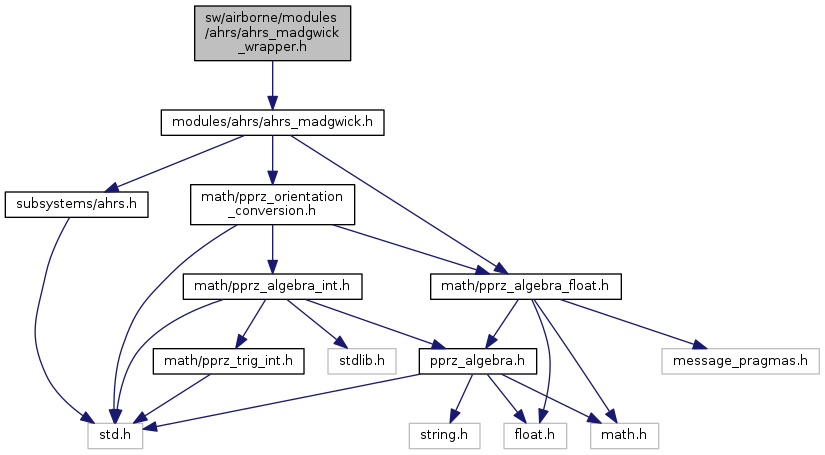 sw/airborne/modules
/ahrs/ahrs_madgwick
_wrapper.h
modules/ahrs/ahrs_madgwick.h
subsystems/ahrs.h
math/pprz_orientation
_conversion.h
math/pprz_algebra_int.h
math/pprz_algebra_float.h
math/pprz_trig_int.h
stdlib.h
pprz_algebra.h
message_pragmas.h
std.h
string.h
float.h
math.h